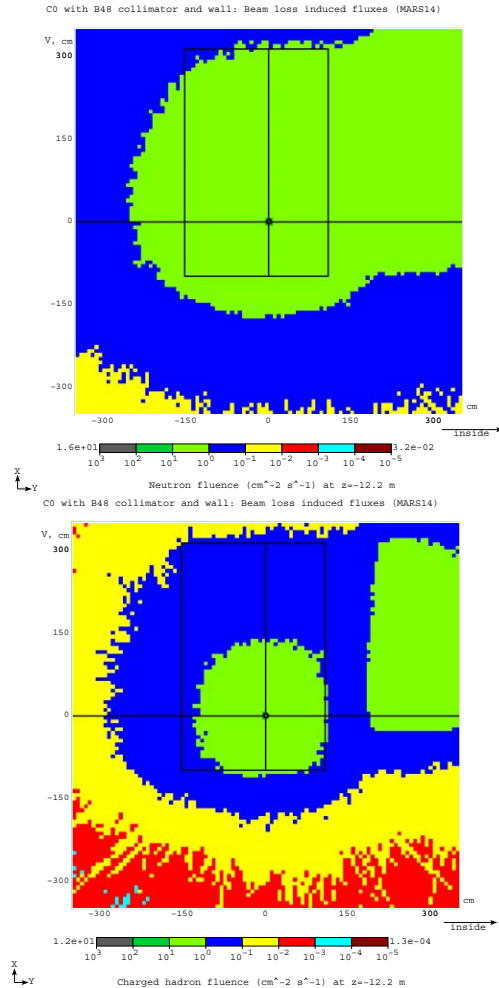 C0 with B48 collimator and wall: Beam loss induced fluxes (MARS14)
V, cm
300
150
0
-150
-300
-300 -150 0 150 300
cm
inside
1.6e+01 3.2e-02
10^3 10^2 10^1 10^0 10^-1 10^-2 10^-3 10^-4 10^-5
X
Y
Neutron fluence (cm^-2 s^-1) at z=-12.2 m
C0 with B48 collimator and wall: Beam loss induced fluxes (MARS14)
V, cm
300
150
0
-150
-300
-300 -150 0 150 300
cm
inside
1.2e+01 1.3e-04
10^3 10^2 10^1 10^0 10^-1 10^-2 10^-3 10^-4 10^-5
X
Y
Charged hadron fluence (cm^-2 s^-1) at z=-12.2 m